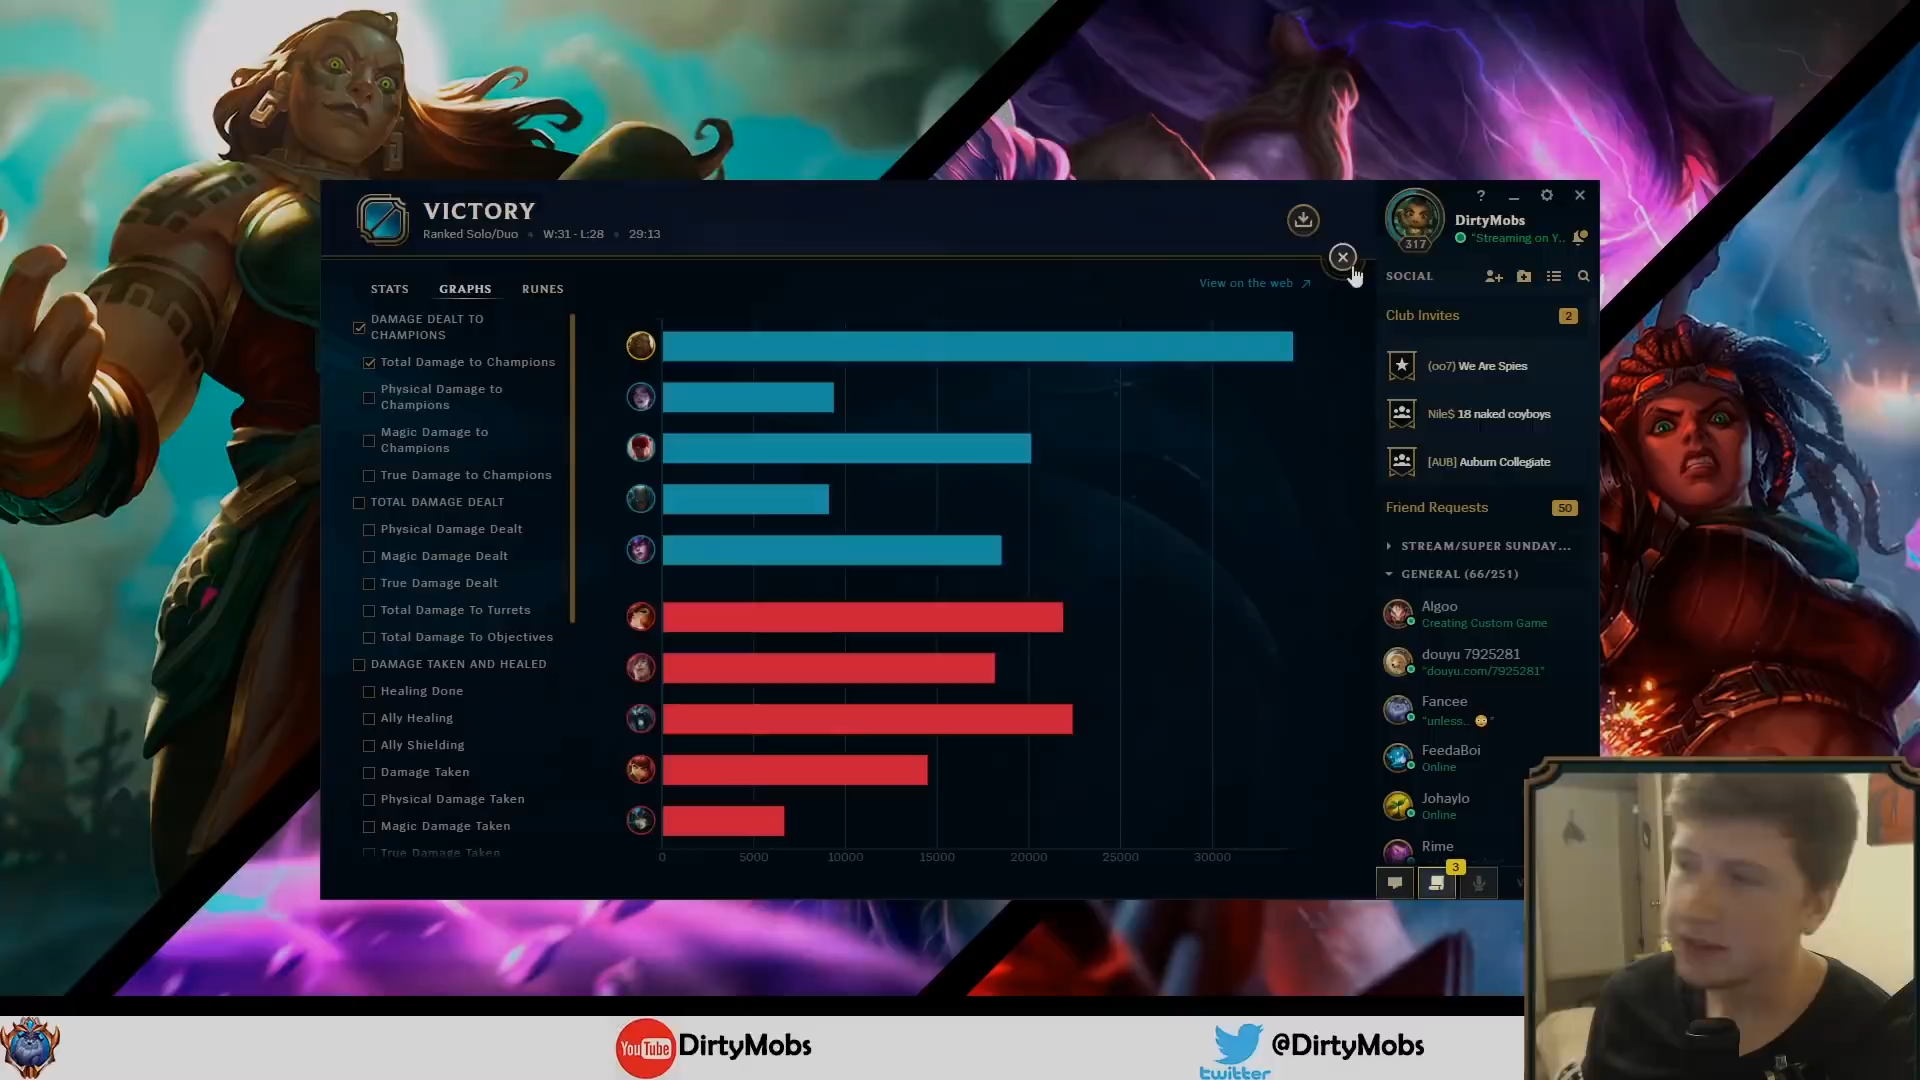 VICTORY
Ranked Solo/Duo • W:31 - L:28 • 29:13
?
317
DirtyMobs
"Streaming on Y..
STATS
GRAPHS
RUNES
View on the web
DAMAGE DEALT TO
CHAMPIONS
Total Damage to Champions
Physical Damage to
Champions
Magic Damage to
Champions
True Damage to Champions
TOTAL DAMAGE DEALT
Physical Damage Dealt
Magic Damage Dealt
True Damage Dealt
Total Damage To Turrets
Total Damage To Objectives
DAMAGE TAKEN AND HEALED
Healing Done
Ally Healing
Ally Shielding
Damage Taken
Physical Damage Taken
Magic Damage Taken
True Damage Taken
0
5000
10000
15000
20000
25000
30000
SOCIAL
Club Invites
2
(oo7) We Are Spies
Nile$ 18 naked coyboys
[AUB] Auburn Collegiate
Friend Requests
50
STREAM/SUPER SUNDAY...
GENERAL (66/251)
Algoo
Creating Custom Game
douyu 7925281
"douyu.com/7925281"
Fancee
"unless.. 😳 "
FeedaBoi
Online
Johaylo
Online
Rime
3
YouTube
DirtyMobs
twitter
@DirtyMobs